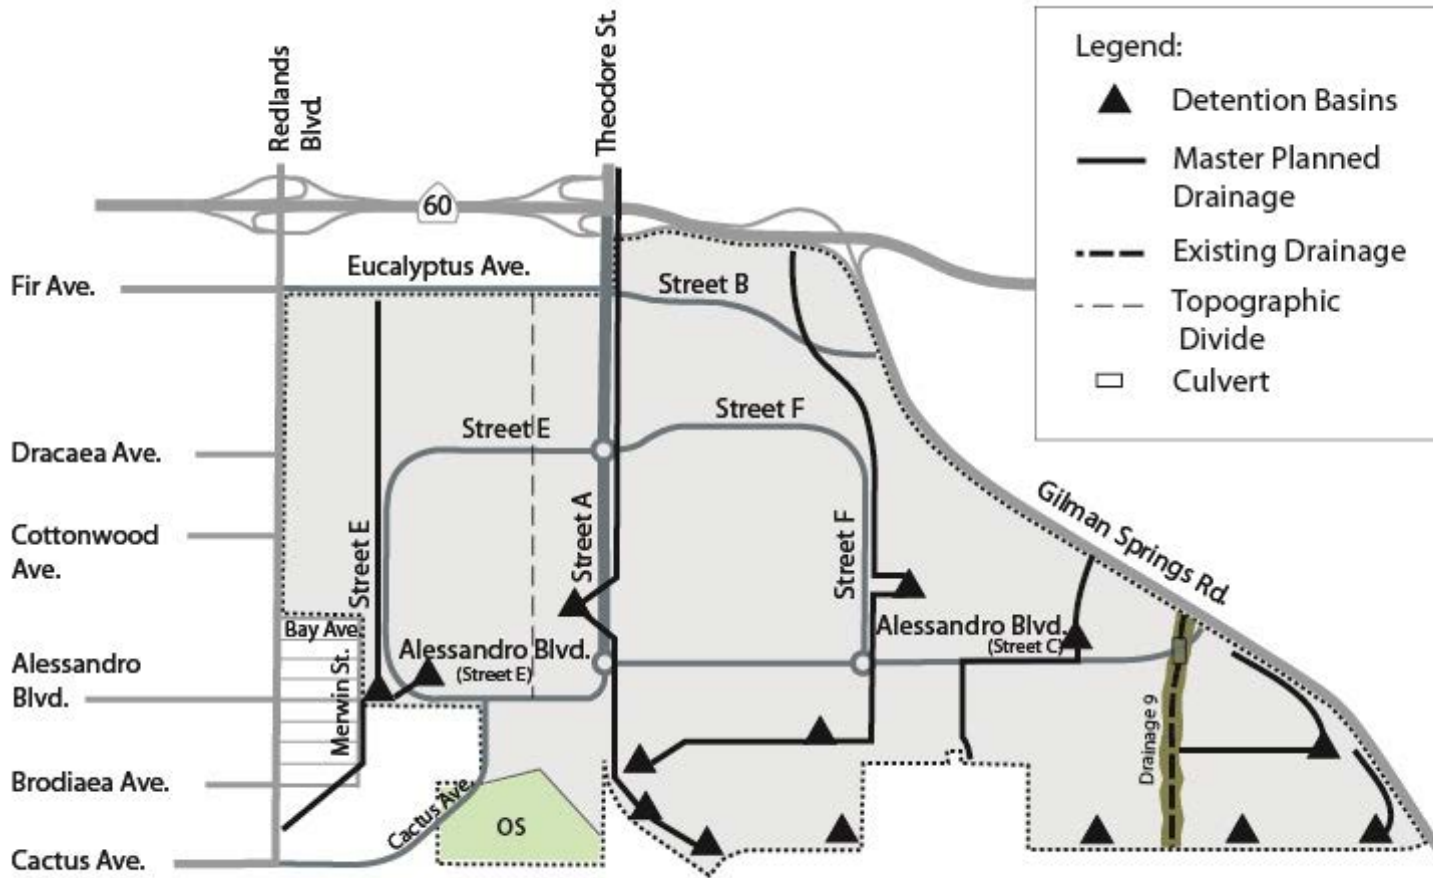 Redlands
Blvd.
Theodore St.
Legend:
Detention Basins
Master Planned
Drainage
Existing Drainage
Topographic
Divide
Culvert
60
Eucalyptus Ave.
Fir Ave.
Street B
Street F
Street E
Dracaea Ave.
Cottonwood
Ave.
Street E
Street A
Street F
Gilman Springs Rd.
Bay Ave
Merwin St.
Alessandro Blvd.
(Street E)
Alessandro Blvd.
(Street C)
Alessandro
Blvd.
Drainage 9
Brodiaea Ave.
Cactus Ave.
OS
Cactus Ave.